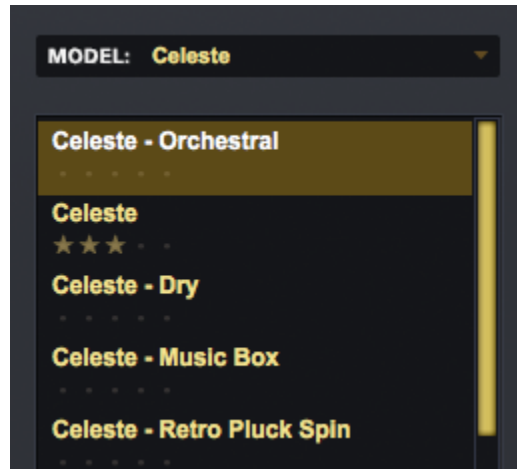 MODEL: Celeste
Celeste - Orchestral
Celeste
Celeste - Dry
Celeste - Music Box
Celeste - Retro Pluck Spin